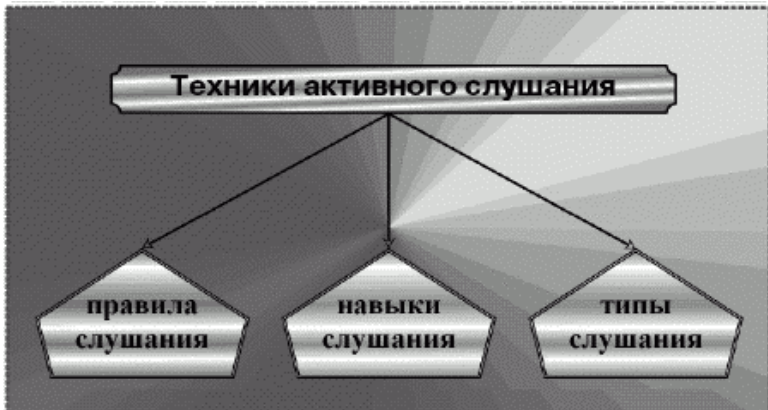 Техники активного слушания
правила
слушания
навыки
слушания
типы
слушания